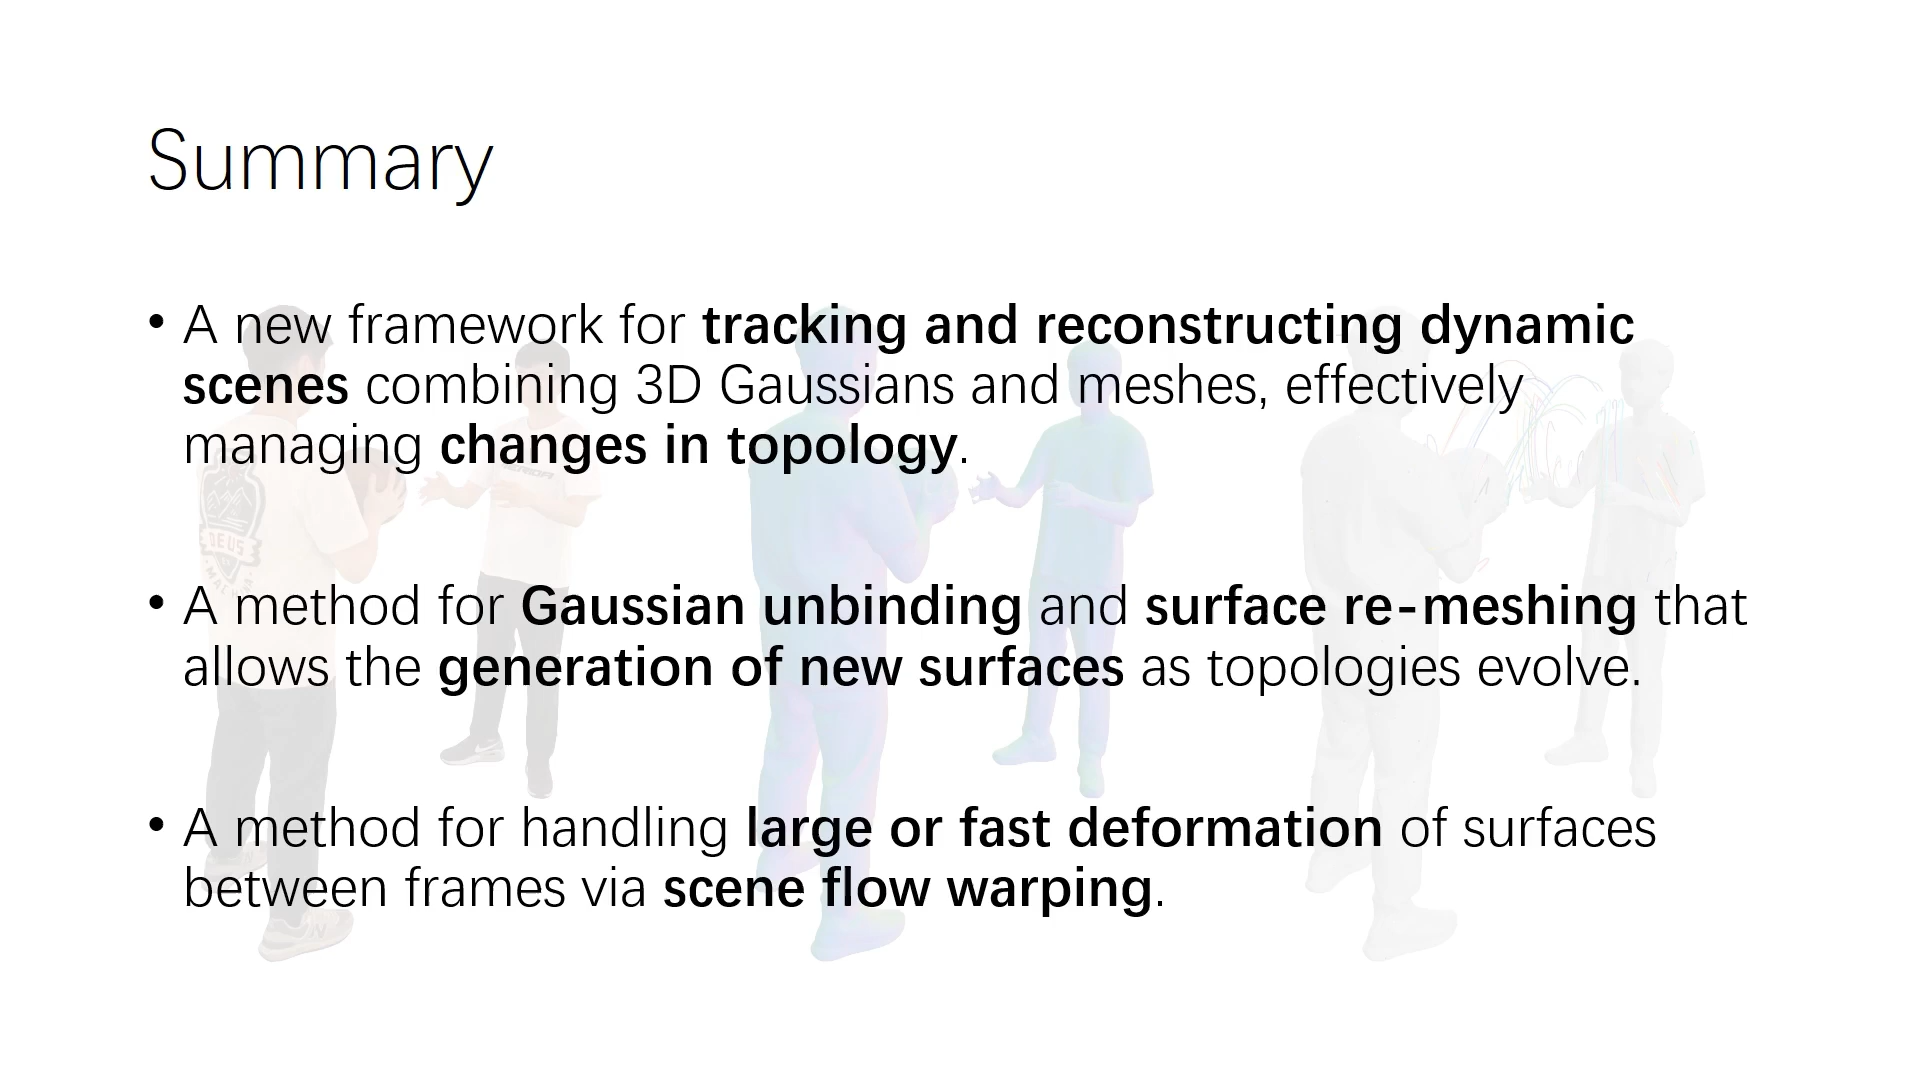 Summary
• A new framework for tracking and reconstructing dynamic
scenes combining 3D Gaussians and meshes, effectively
managing changes in topology.
DEUS
• A method for Gaussian unbinding and surface re-meshing that
allows the generation of new surfaces as topologies evolve.
• A method for handling large or fast deformation of surfaces
between frames via scene flow warping.